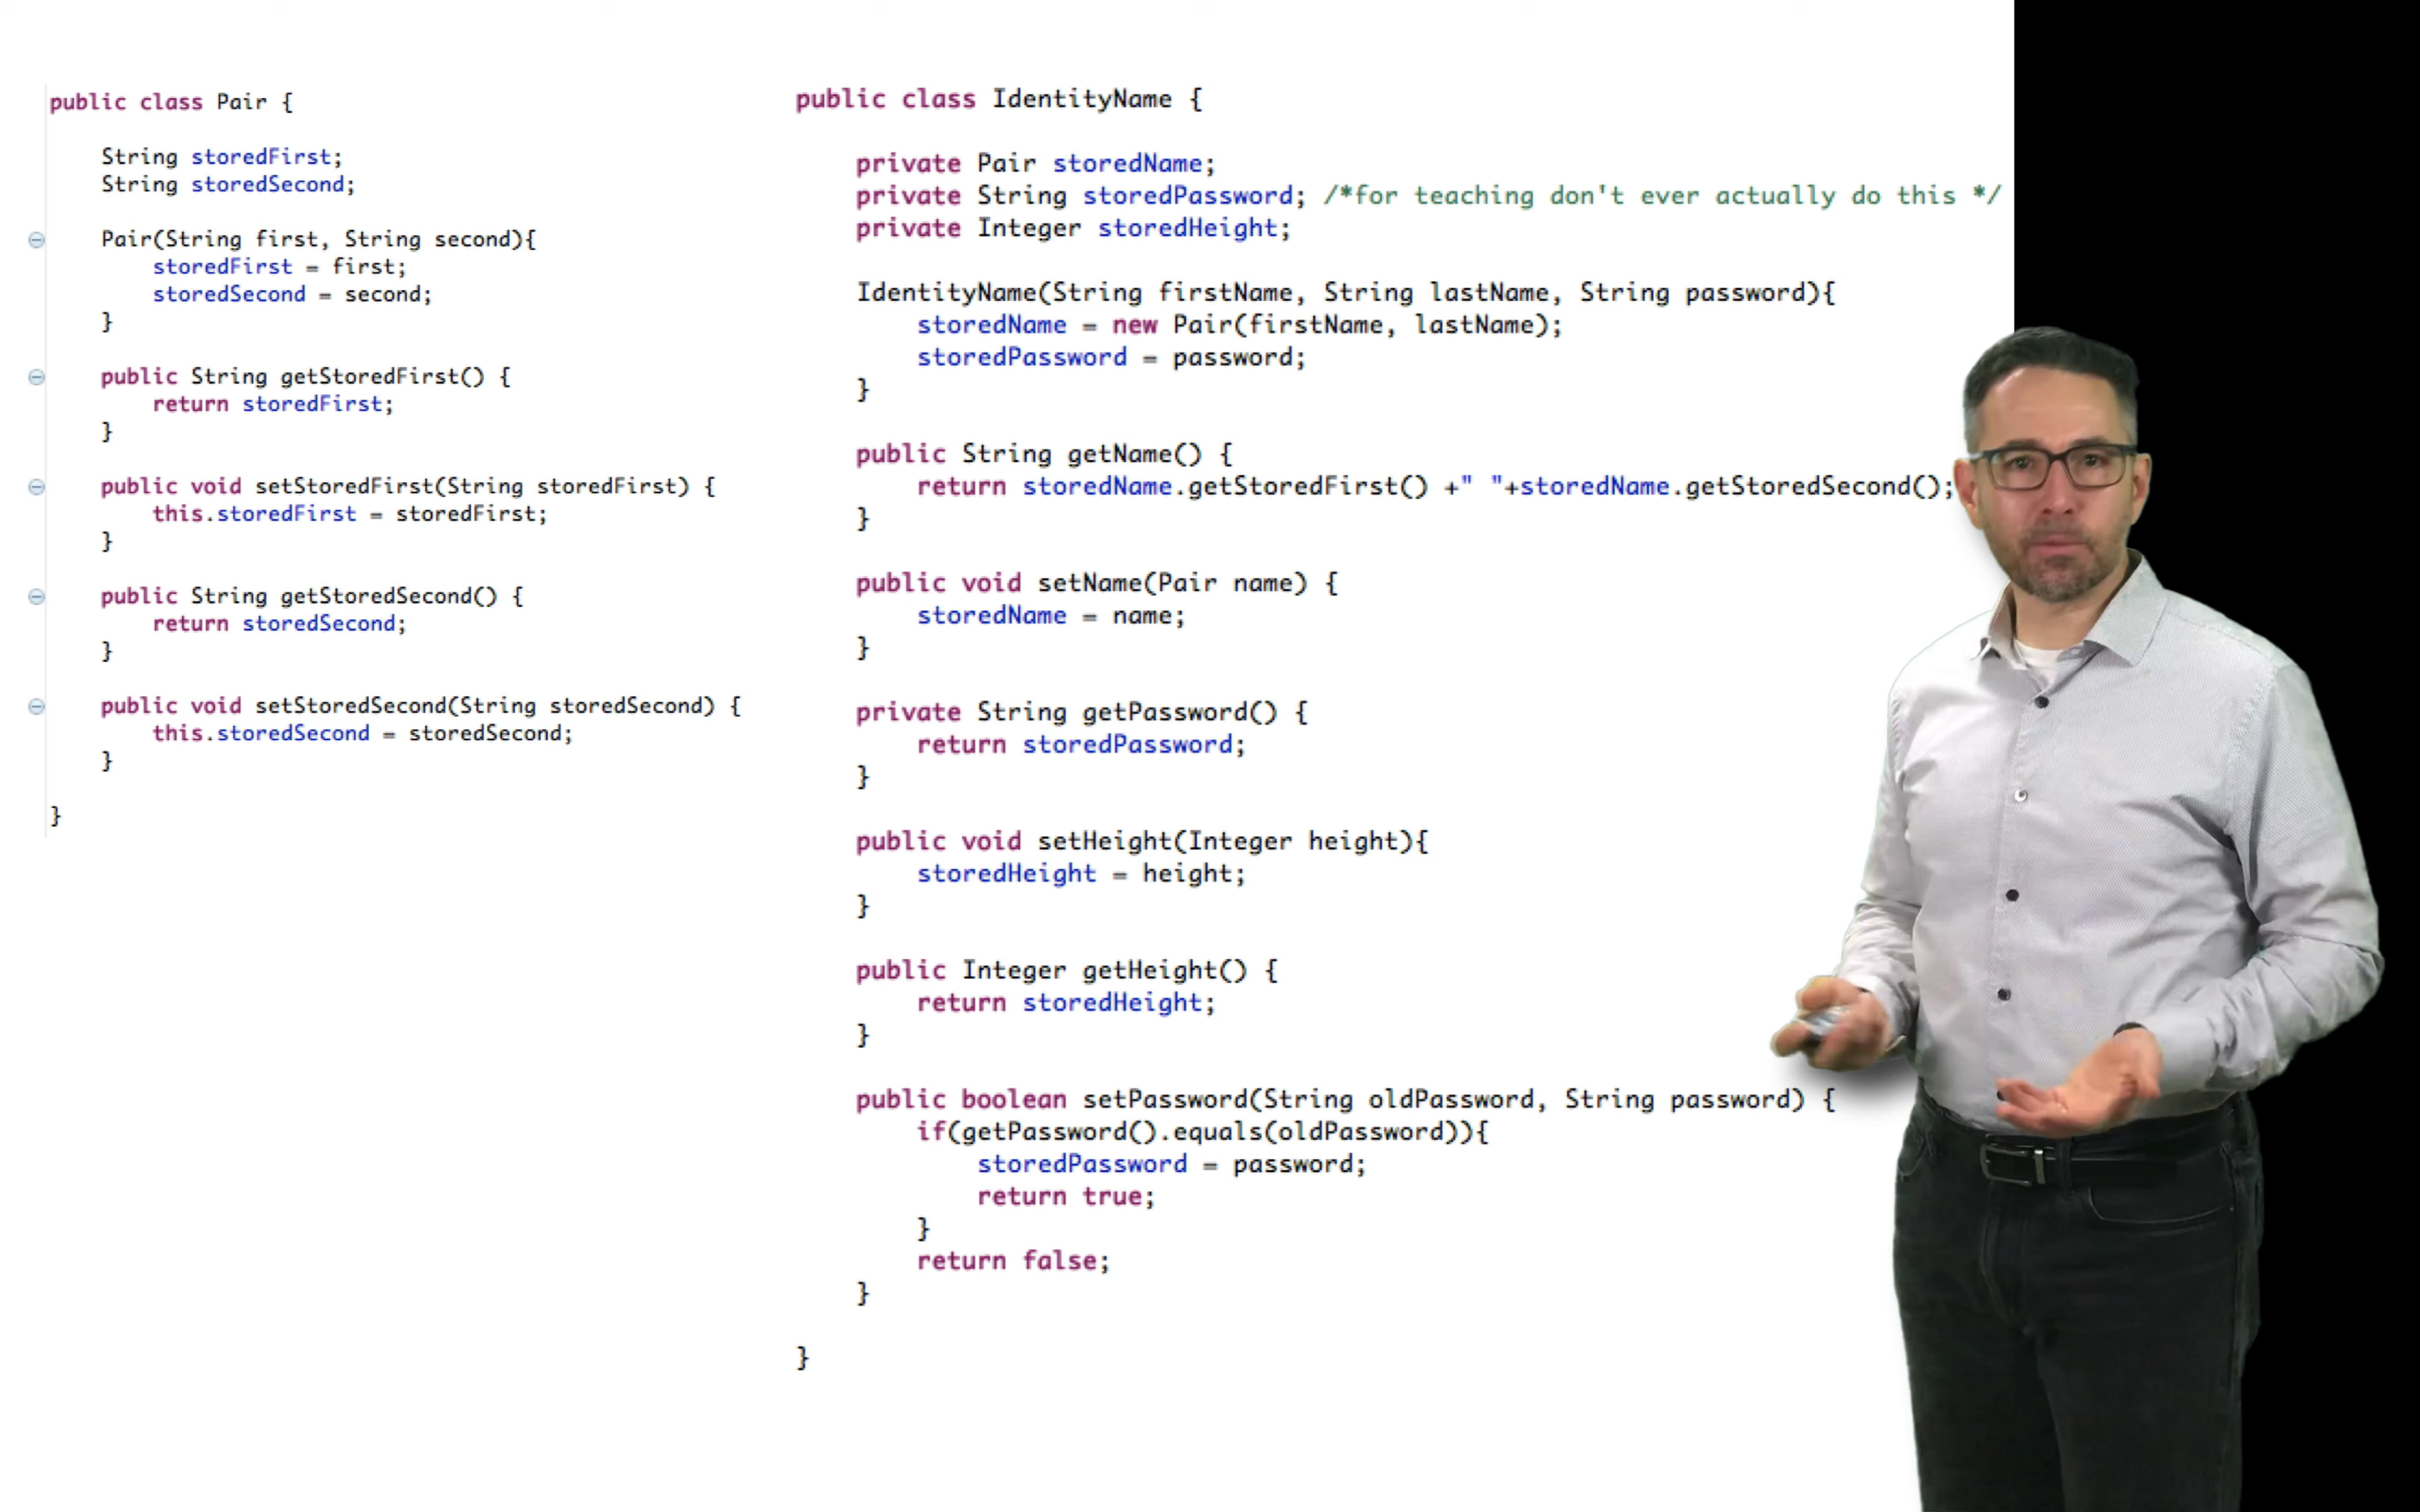 public class Pair {
String storedFirst;
String storedSecond;
Pair(String first, String second){
storedFirst = first;
storedSecond = second;
}
public String getStoredFirst() {
return storedFirst;
}
public void setStoredFirst(String storedFirst) {
this.storedFirst = storedFirst;
}
public String getStoredSecond() {
return storedSecond;
}
public void setStoredSecond(String storedSecond) {
this.storedSecond = storedSecond;
}
}
public class IdentityName {
private Pair storedName;
private String storedPassword; /*for teaching don't ever actually do this */
private Integer storedHeight;
IdentityName(String firstName, String lastName, String password){
storedName = new Pair(firstName, lastName);
storedPassword = password;
}
public String getName() {
return storedName.getStoredFirst() +" "+storedName.getStoredSecond();
}
public void setName(Pair name) {
storedName = name;
}
private String getPassword() {
return storedPassword;
}
public void setHeight(Integer height){
storedHeight = height;
}
public Integer getHeight() {
return storedHeight;
}
public boolean setPassword(String oldPassword, String password) {
if(getPassword().equals(oldPassword)){
storedPassword = password;
return true;
}
return false;
}
}